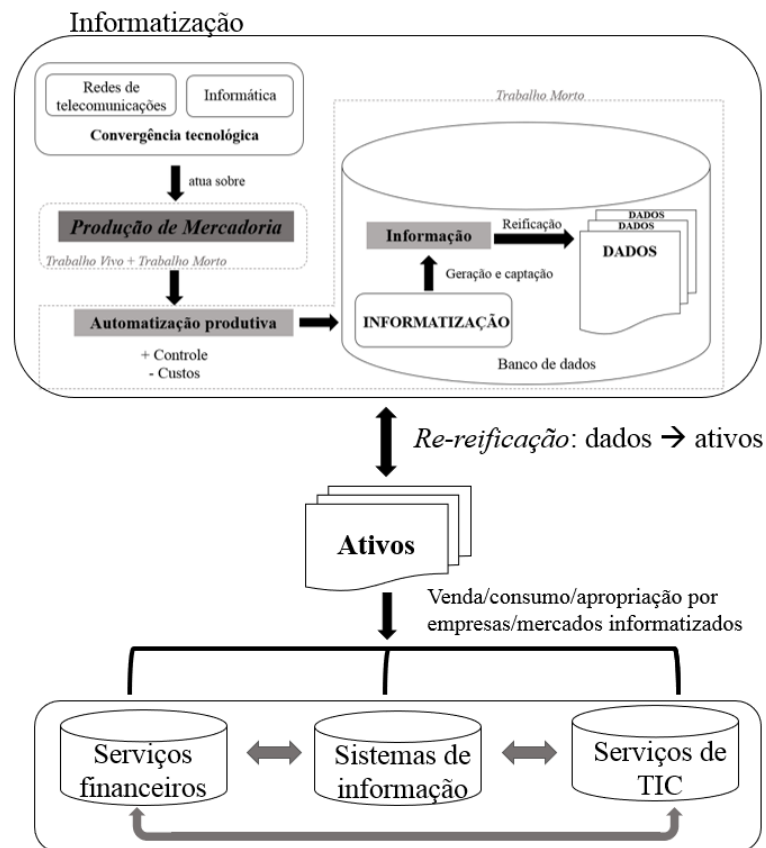 Informatização
Redes de
telecomunicações
Informática
Convergência tecnológica
atua sobre
Produção de Mercadoria
Trabalho Vivo + Trabalho Morto
Automatização produtiva
+ Controle
- Custos
Trabalho Morto
Informação
Reificação
DADOS
DADOS
DADOS
Geração e captação
INFORMATIZAÇÃO
Banco de dados
Re-reificação: dados → ativos
Ativos
Venda/consumo/apropriação por
empresas/mercados informatizados
Serviços
financeiros
Sistemas de
informação
Serviços de
TIC